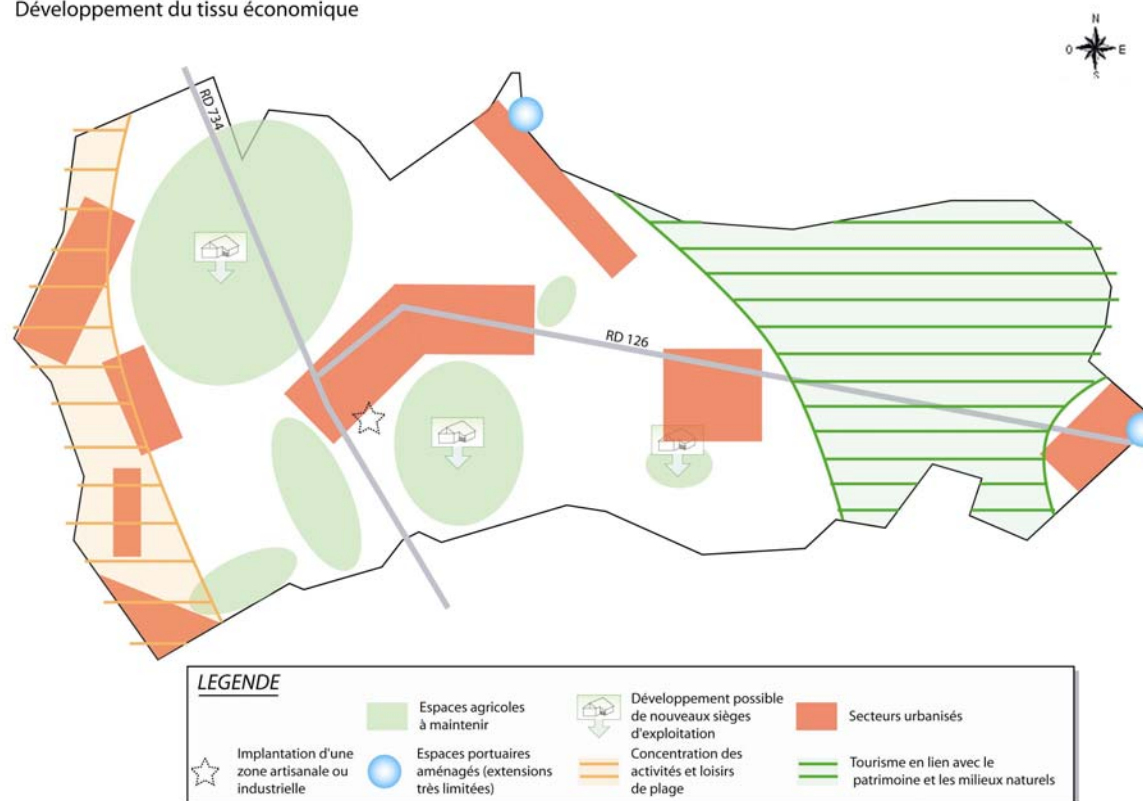 Développement du tissu économique
N
O E
S
RD 734
RD 126
LEGENDE
Espaces agricoles
à maintenir
Développement possible
de nouveaux sièges
d'exploitation
Secteurs urbanisés
Implantation d'une
zone artisanale ou
industrielle
Espaces portuaires
aménagés (extensions
très limitées)
Concentration des
activités et loisirs
de plage
Tourisme en lien avec le
patrimoine et les milieux naturels